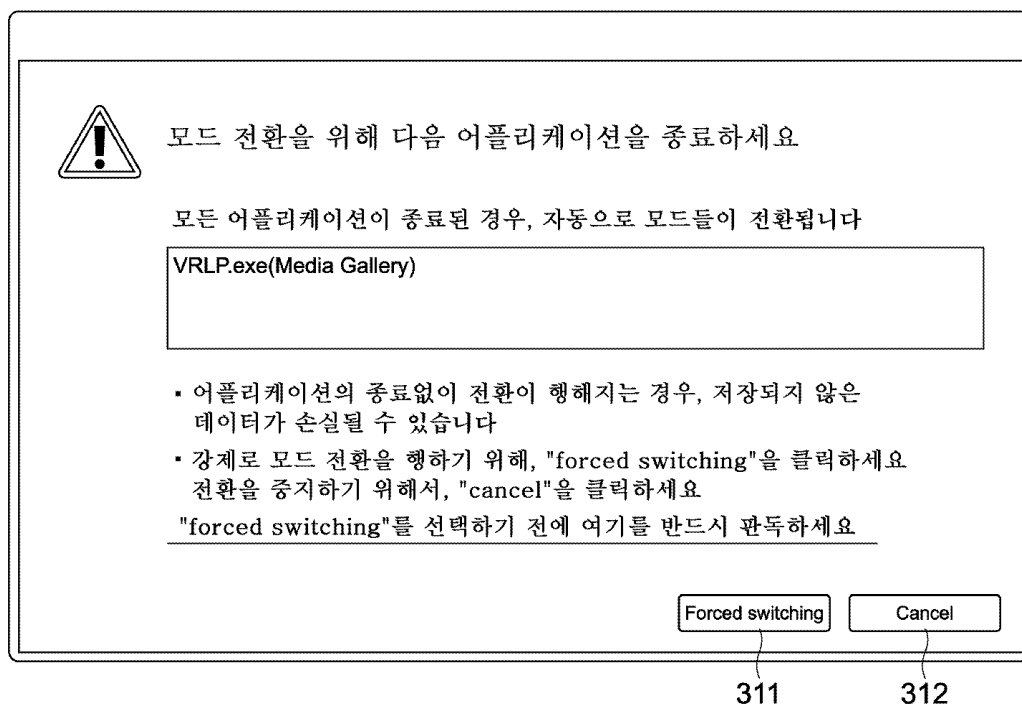 모드 전환을 위해 다음 어플리케이션을 종료하세요
모든 어플리케이션이 종료된 경우, 자동으로 모드들이 전환됩니다
VRLP.exe(Media Gallery)
▪ 어플리케이션의 종료없이 전환이 행해지는 경우, 저장되지 않은
데이터가 손실될 수 있습니다
▪ 강제로 모드 전환을 행하기 위해, "forced switching"을 클릭하세요
전환을 중지하기 위해서, "cancel"을 클릭하세요
"forced switching"를 선택하기 전에 여기를 반드시 판독하세요
Forced switching Cancel
311 312